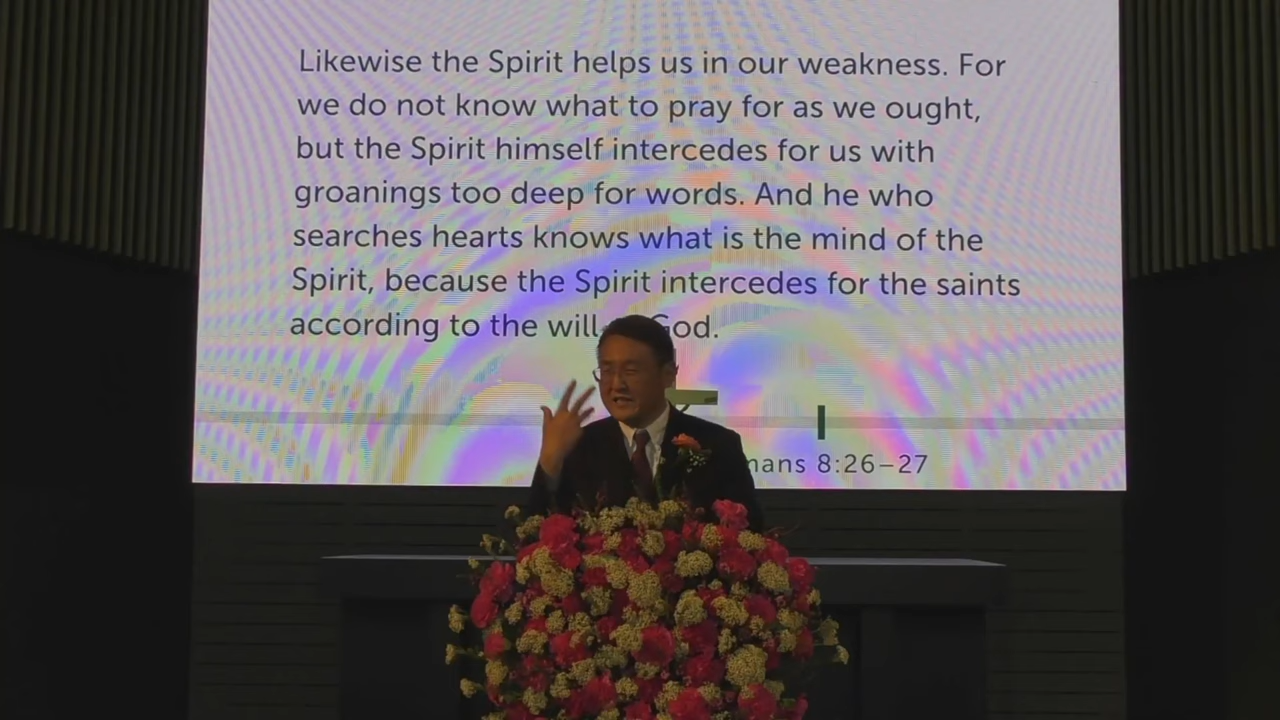 Likewise the Spirit helps us in our weakness. For
we do not know what to pray for as we ought,
but the Spirit himself intercedes for us with
groanings too deep for words. And he who
searches hearts knows what is the mind of the
Spirit, because the Spirit intercedes for the saints
according to the will God.
8:26–27